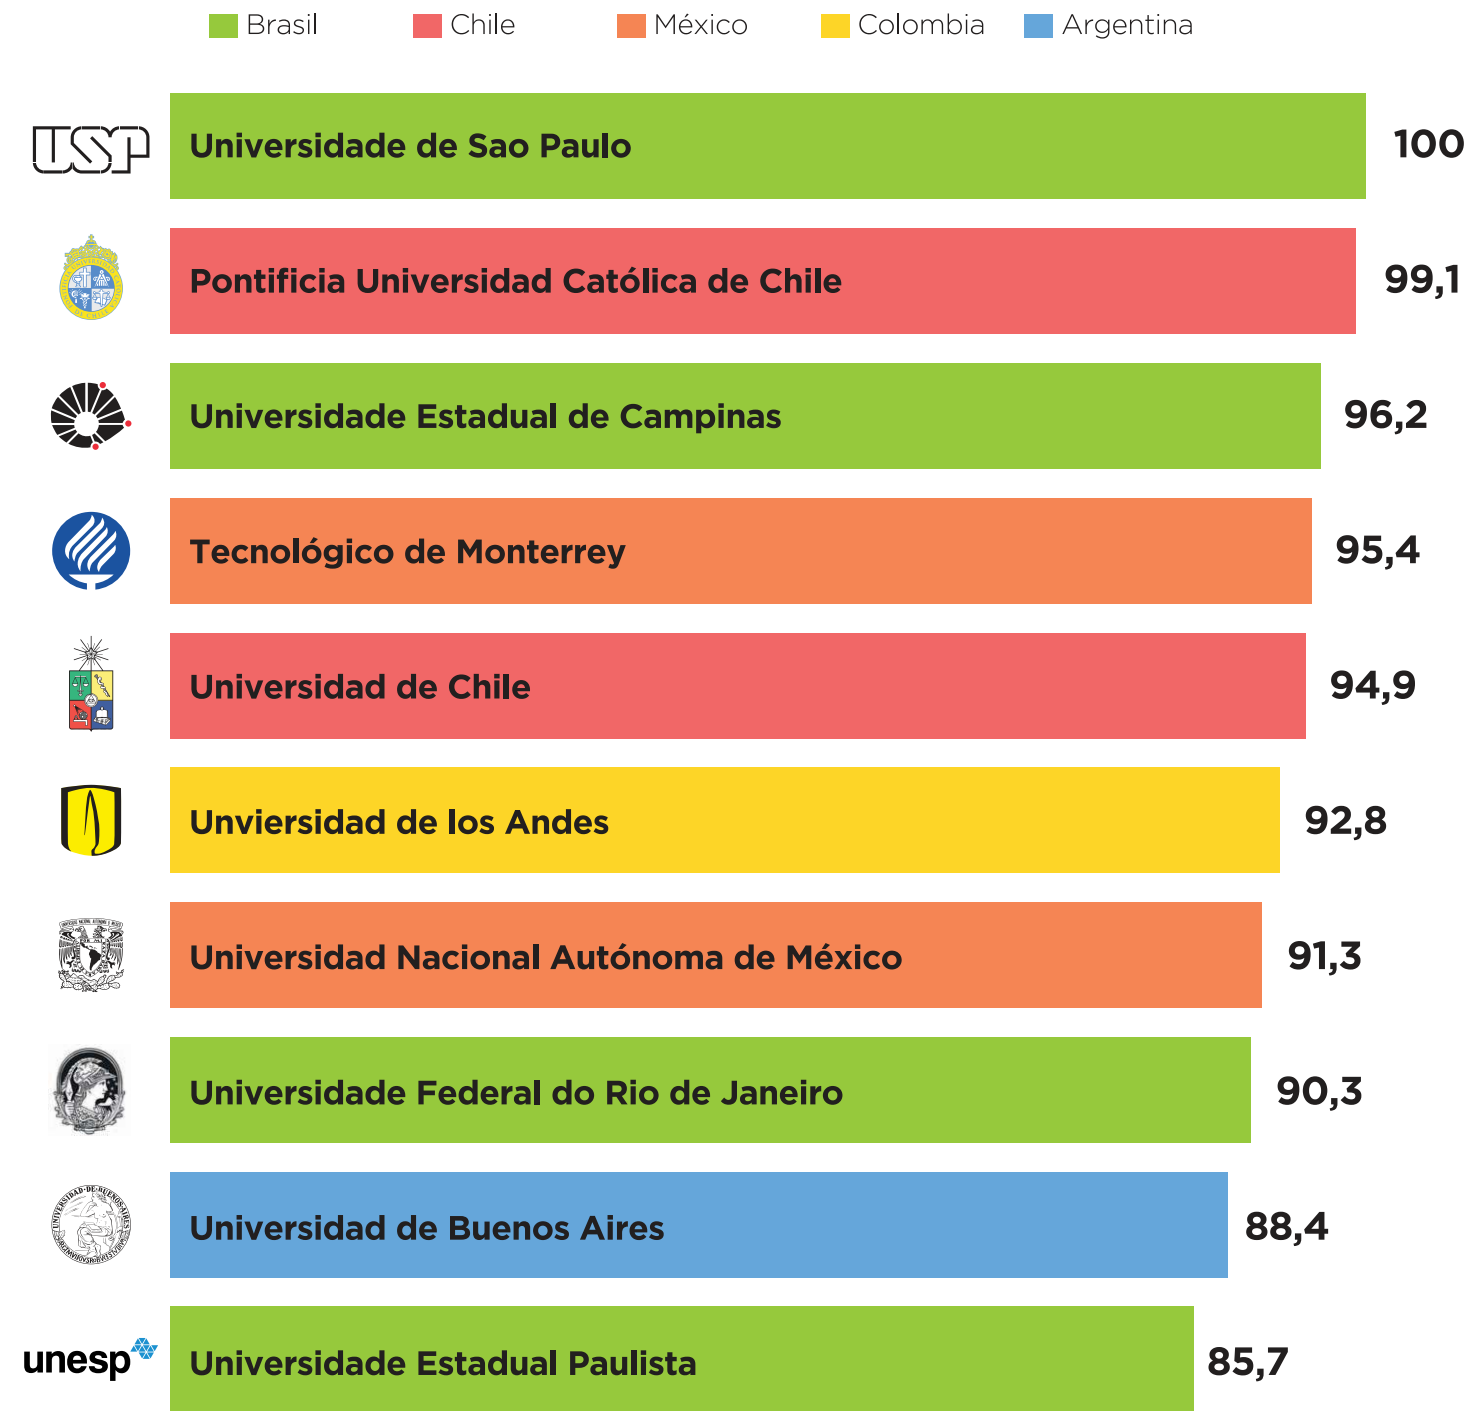 Brasil Chile México Colombia Argentina
USP Universidade de Sao Paulo 100
Pontificia Universidad Católica de Chile 99,1
Universidade Estadual de Campinas 96,2
Tecnológico de Monterrey 95,4
Universidad de Chile 94,9
Unviersidad de los Andes 92,8
Universidad Nacional Autónoma de México 91,3
Universidade Federal do Rio de Janeiro 90,3
Universidad de Buenos Aires 88,4
unesp Universidade Estadual Paulista 85,7